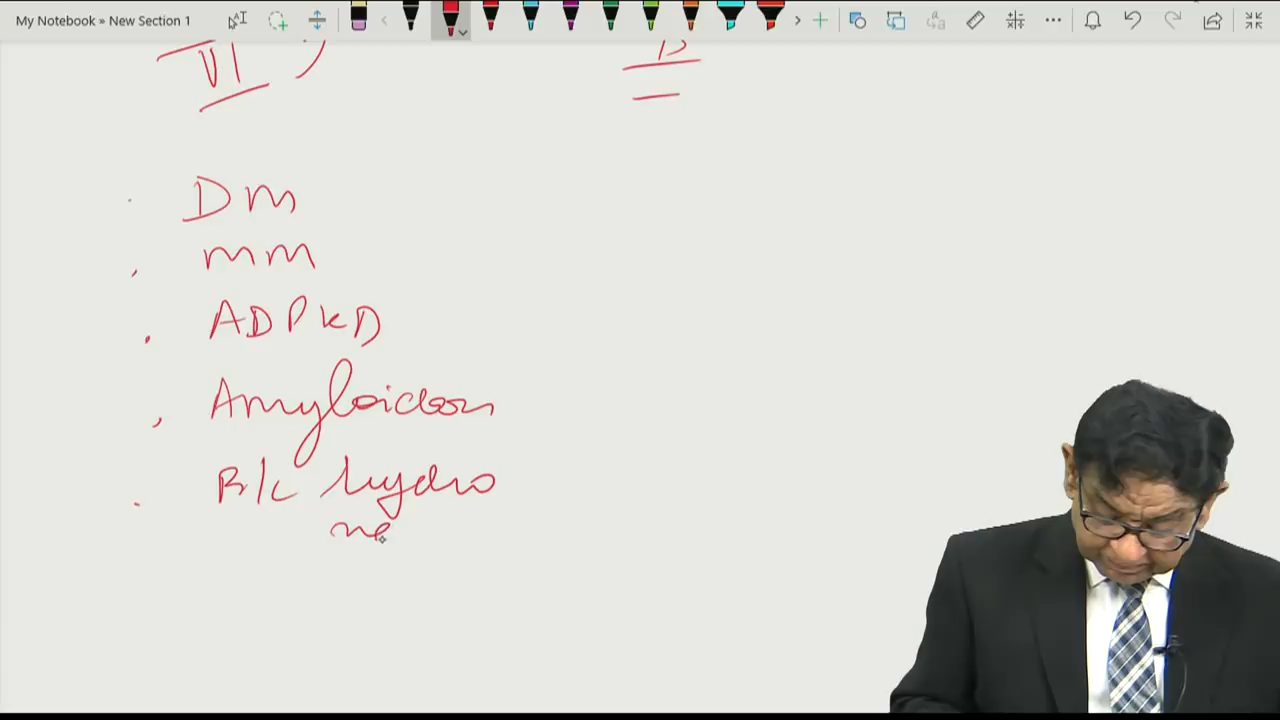 My Notebook » New Section 1
VI
DM
MM
ADPKD
Amyloidosis
B/L hydro
ne